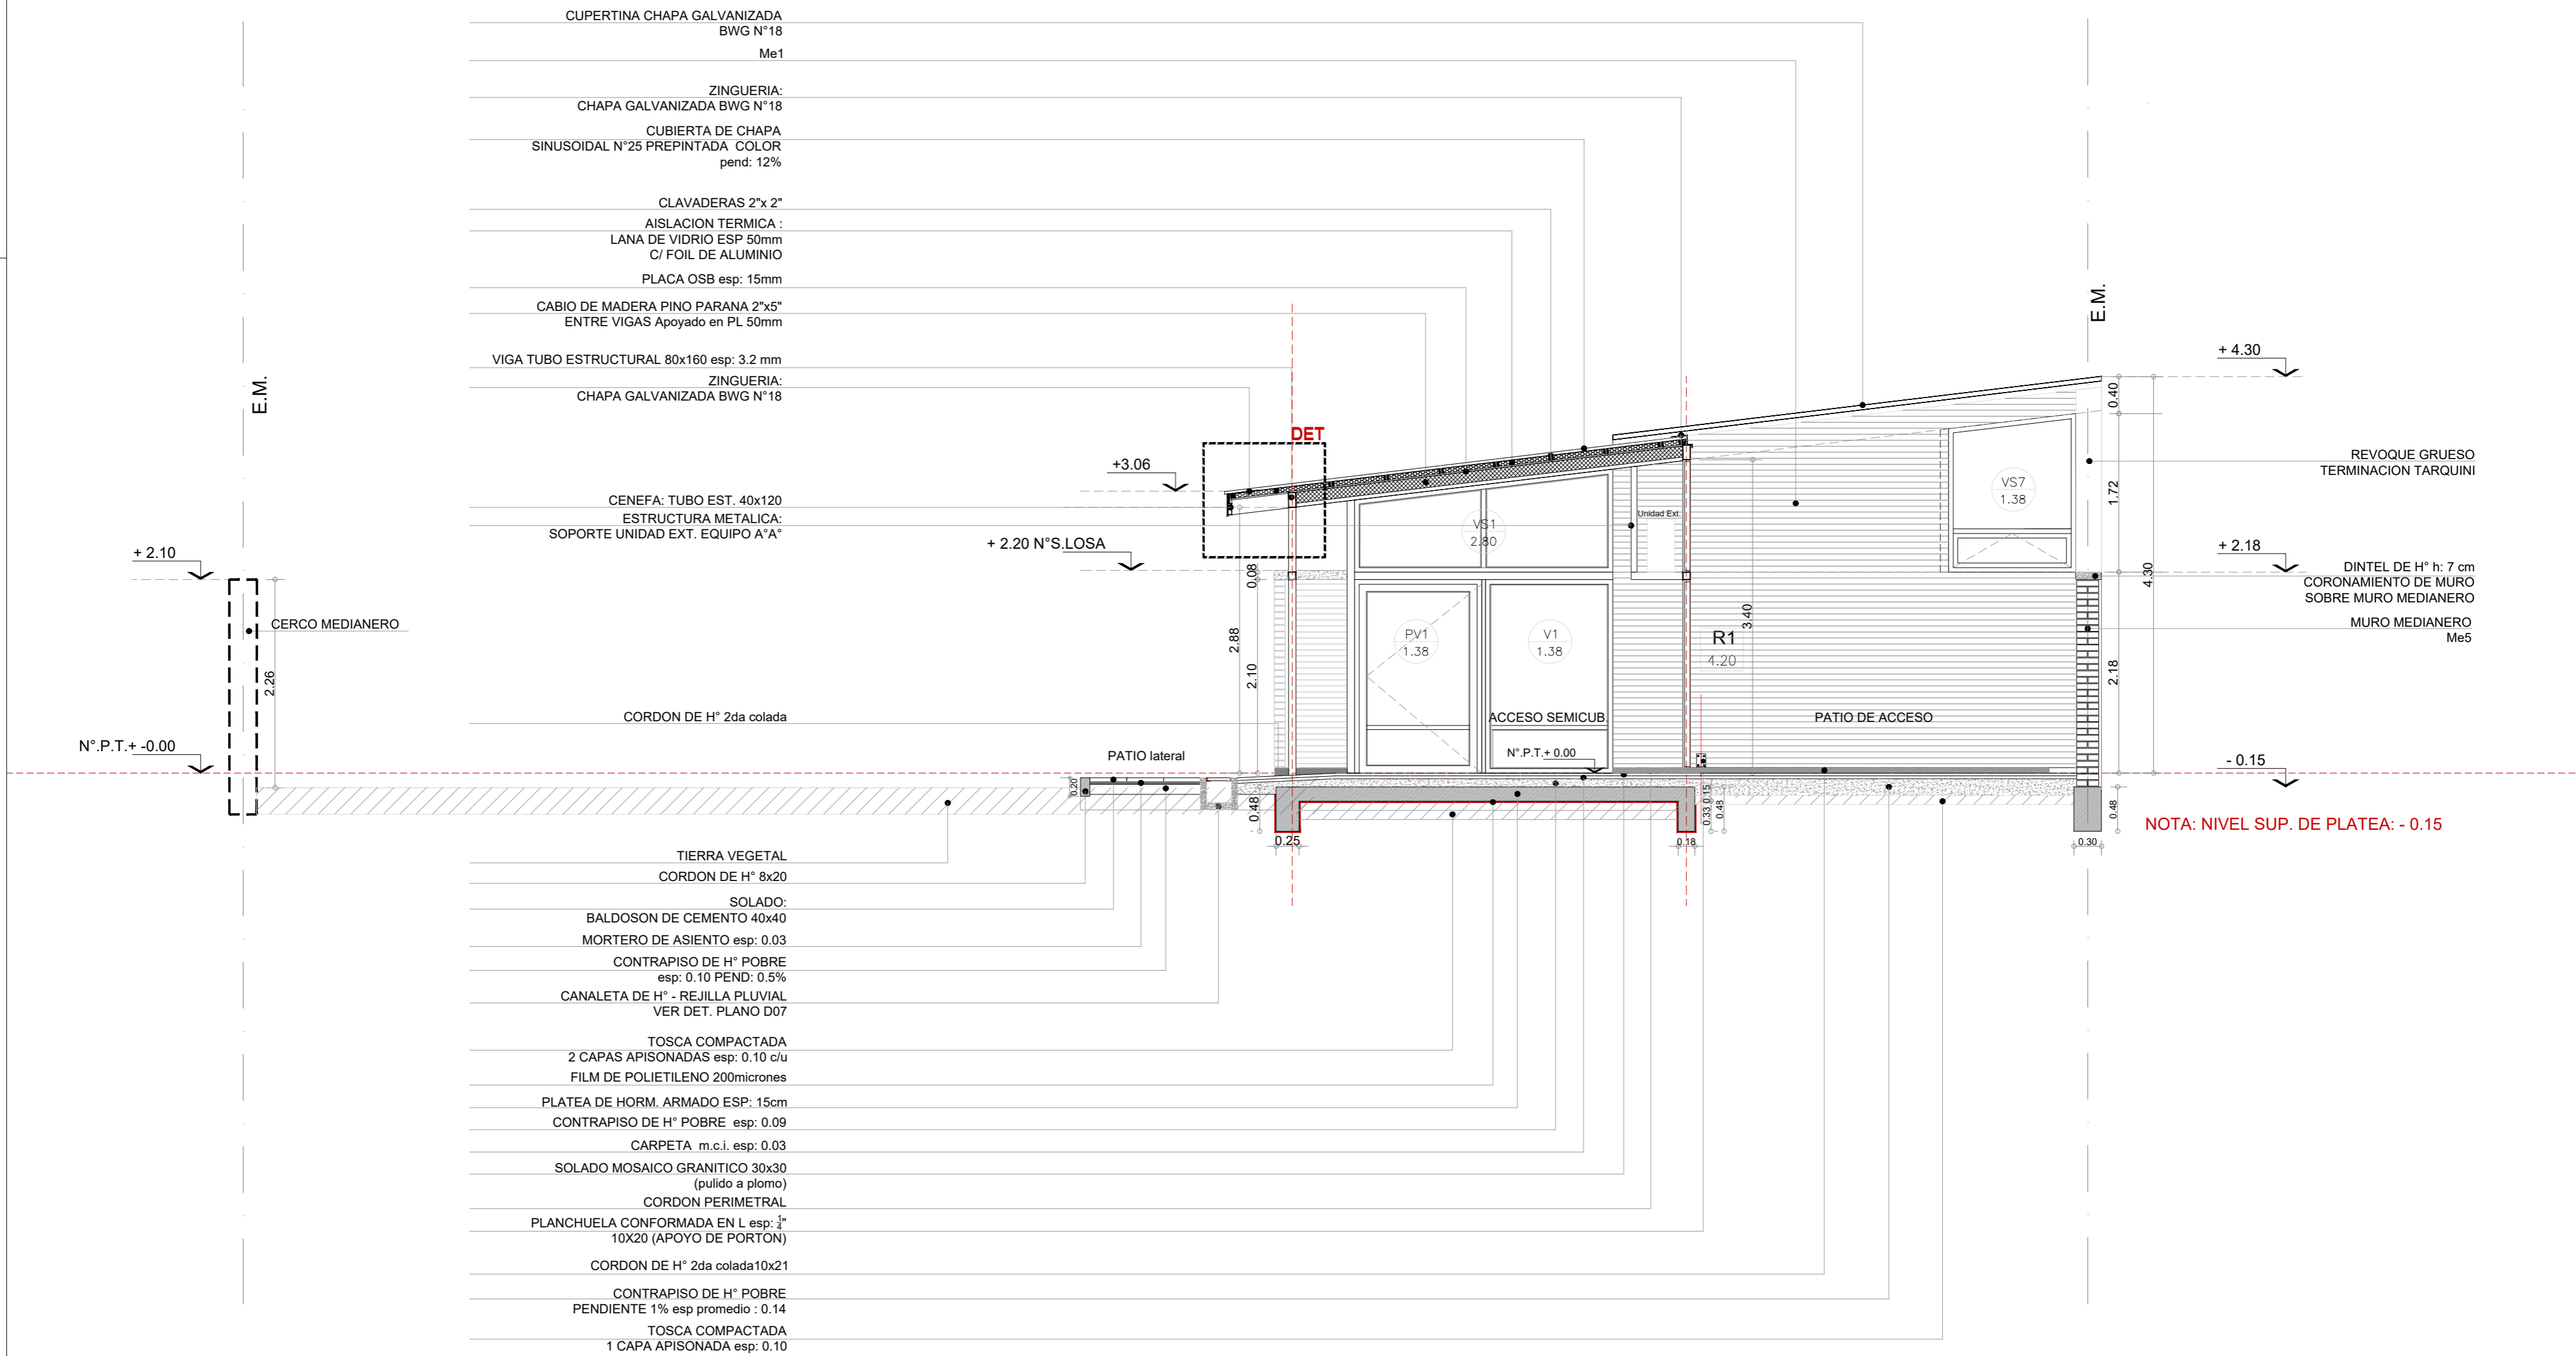 CUPERTINA CHAPA GALVANIZADA
BWG N°18
Me1
ZINGUERIA:
CHAPA GALVANIZADA BWG N°18
CUBIERTA DE CHAPA
SINUSOIDAL N°25 PREPINTADA COLOR
pend: 12%
CLAVADERAS 2"x 2"
AISLACION TERMICA :
LANA DE VIDRIO ESP 50mm
C/ FOIL DE ALUMINIO
PLACA OSB esp: 15mm
CABIO DE MADERA PINO PARANA 2"x5"
ENTRE VIGAS Apoyado en PL 50mm
VIGA TUBO ESTRUCTURAL 80x160 esp: 3.2 mm
ZINGUERIA:
CHAPA GALVANIZADA BWG N°18
CENEFA: TUBO EST. 40x120
ESTRUCTURA METALICA:
SOPORTE UNIDAD EXT. EQUIPO A°A°
E.M.
+ 2.10
CERCO MEDIANERO
2.26
N°.P.T.+ -0.00
CORDON DE H° 2da colada
PATIO lateral
0.20
DET
+3.06
+ 2.20 N°S.LOSA
0.08
2.88
2.10
0.48
0.25
VS1
2.80
PV1
1.38
V1
1.38
ACCESO SEMICUB.
N°.P.T.+ 0.00
Unidad Ext.
3.40
R1
4.20
PATIO DE ACCESO
0.15
0.33
0.48
0.18
VS7
1.38
E.M.
0.40
1.72
2.18
4.30
0.48
0.30
+ 4.30
REVOQUE GRUESO
TERMINACION TARQUINI
+ 2.18
DINTEL DE H° h: 7 cm
CORONAMIENTO DE MURO
SOBRE MURO MEDIANERO
MURO MEDIANERO
Me5
- 0.15
NOTA: NIVEL SUP. DE PLATEA: - 0.15
TIERRA VEGETAL
CORDON DE H° 8x20
SOLADO:
BALDOSON DE CEMENTO 40x40
MORTERO DE ASIENTO esp: 0.03
CONTRAPISO DE H° POBRE
esp: 0.10 PEND: 0.5%
CANALETA DE H° - REJILLA PLUVIAL
VER DET. PLANO D07
TOSCA COMPACTADA
2 CAPAS APISONADAS esp: 0.10 c/u
FILM DE POLIETILENO 200micrones
PLATEA DE HORM. ARMADO ESP: 15cm
CONTRAPISO DE H° POBRE esp: 0.09
CARPETA m.c.i. esp: 0.03
SOLADO MOSAICO GRANITICO 30x30
(pulido a plomo)
CORDON PERIMETRAL
PLANCHUELA CONFORMADA EN L esp: ¼"
10X20 (APOYO DE PORTON)
CORDON DE H° 2da colada10x21
CONTRAPISO DE H° POBRE
PENDIENTE 1% esp promedio : 0.14
TOSCA COMPACTADA
1 CAPA APISONADA esp: 0.10